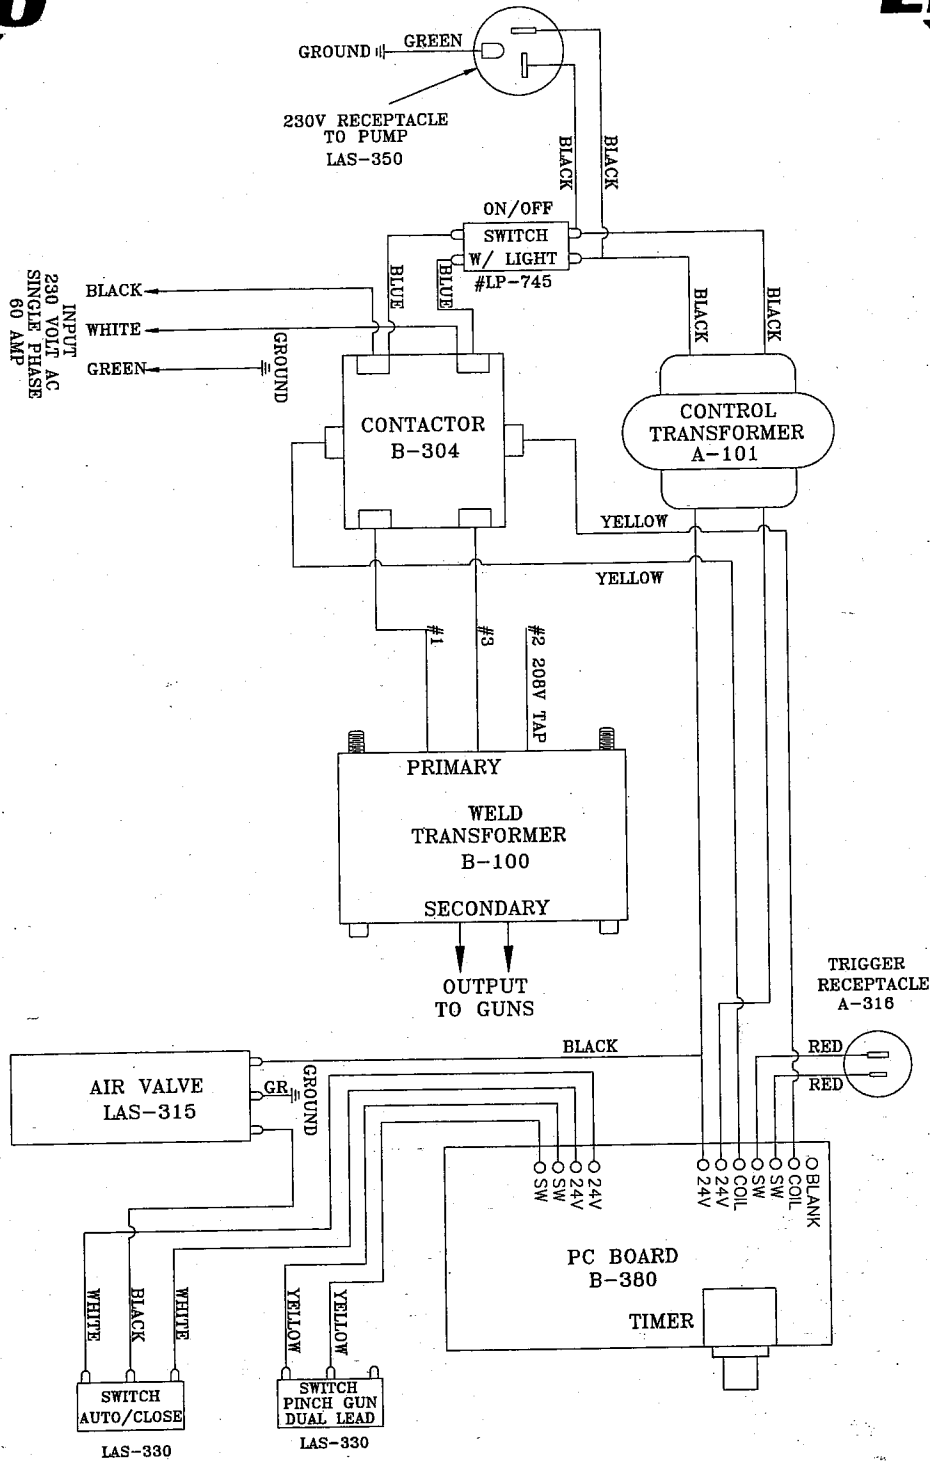 GROUND
GREEN
230V RECEPTACLE
TO PUMP
LAS-350
BLACK
BLACK
ON/OFF
SWITCH
W/ LIGHT
#LP-745
BLUE
BLUE
BLACK
BLACK
INPUT
230 VOLT AC
SINGLE PHASE
60 AMP
BLACK
WHITE
GREEN
GROUND
CONTACTOR
B-304
CONTROL
TRANSFORMER
A-101
YELLOW
YELLOW
#1
#3
#2 208V TAP
PRIMARY
WELD
TRANSFORMER
B-100
SECONDARY
OUTPUT
TO GUNS
TRIGGER
RECEPTACLE
A-316
RED
RED
BLACK
AIR VALVE
LAS-315
GR
GROUND
SW
SW
24V
24V
24V
24V
COIL
SW
SW
COIL
BLANK
PC BOARD
B-380
TIMER
WHITE
BLACK
WHITE
YELLOW
YELLOW
SWITCH
AUTO/CLOSE
LAS-330
SWITCH
PINCH GUN
DUAL LEAD
LAS-330